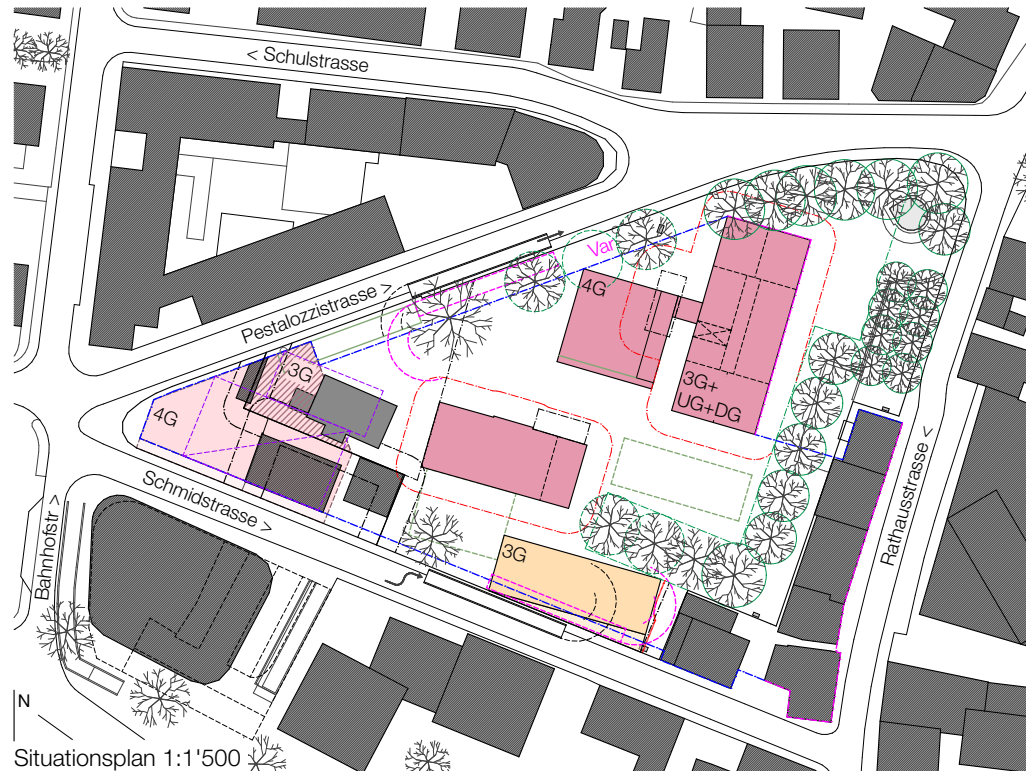 < Schulstrasse
Var
4G
Pestalozzistrasse >
3G
3G+
UG+DG
4G
Rathausstrasse >
Schmidstrasse >
3G
Bahnhofstr >
N
Situationsplan 1:1'500